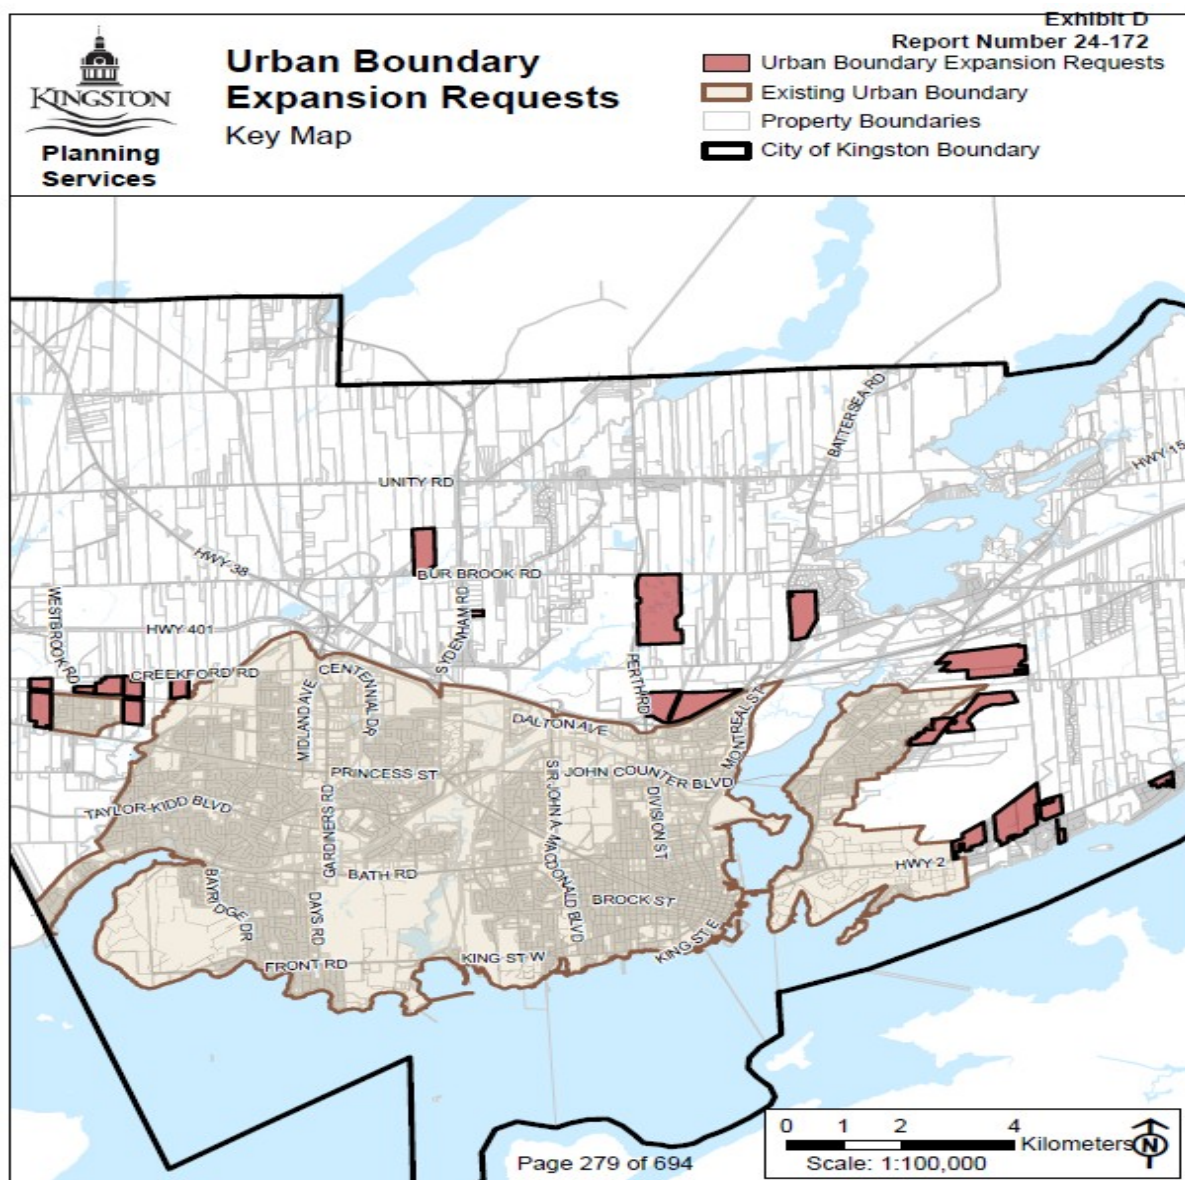 Exhibit D
Report Number 24-172
KINGSTON
Planning
Services
Urban Boundary
Expansion Requests
Key Map
Urban Boundary Expansion Requests
Existing Urban Boundary
Property Boundaries
City of Kingston Boundary
BATTERSEA RD
HWY 15
UNITY RD
HWY 38
BUR BROOK RD
WESTBROOK RD
HWY 401
SYDENHAM RD
CREEKFORD RD
CENTENNIAL DR
MIDLAND AVE
PERTH RD
DALTON AVE
MONTREAL ST
PRINCESS ST
JOHN COUNTER BLVD
SIR JOHN A. MACDONALD BLVD
DIVISION ST
TAYLOR-KIDD BLVD
GARDINERS RD
BATH RD
HWY 2
BAYRIDGE DR
DAYS RD
BROCK ST
FRONT RD
KING ST W
KING ST E
0 1 2 4
Kilometers
N
Scale: 1:100,000
Page 279 of 694